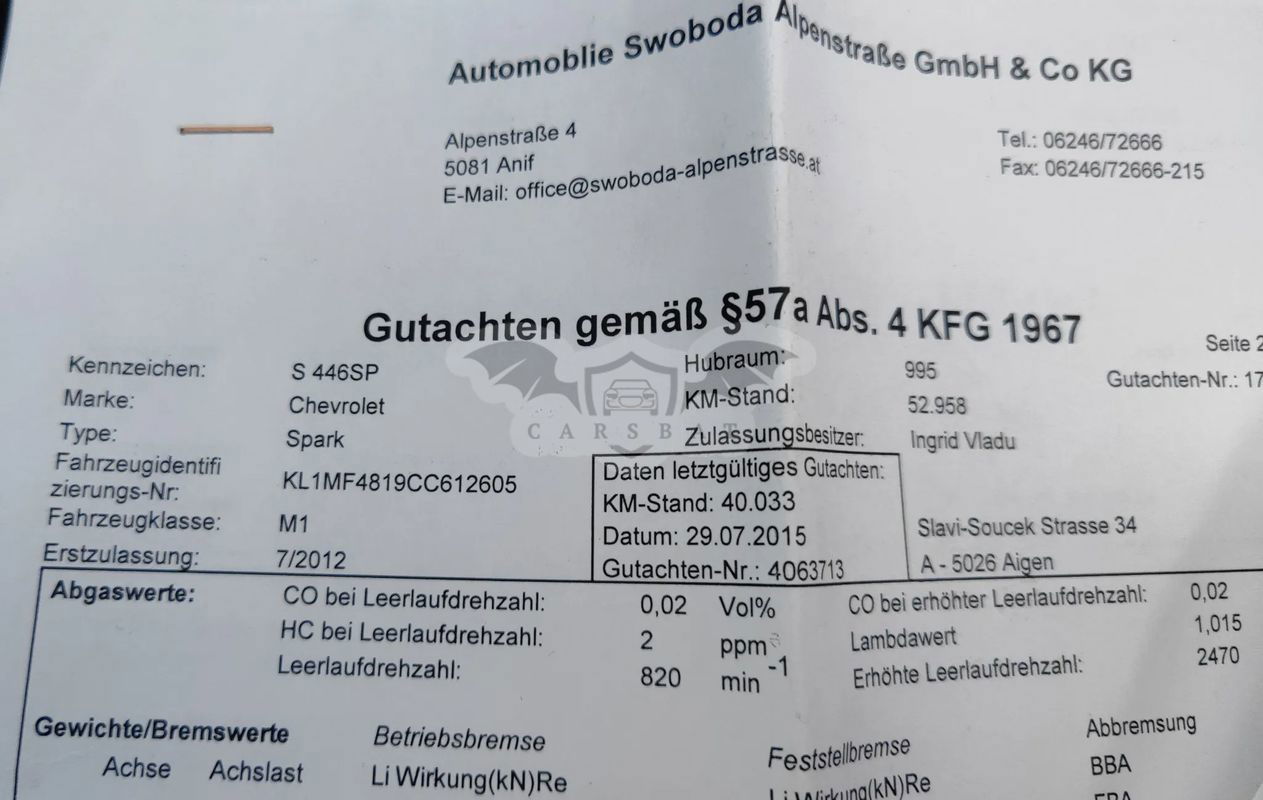 Automoblie Swoboda Alpenstraße GmbH & Co KG
Alpenstraße 4
5081 Anif
E-Mail: office@swoboda-alpenstrasse.at
Tel.: 06246/72666
Fax: 06246/72666-215
Gutachten gemäß §57a Abs. 4 KFG 1967
Seite 2
Gutachten-Nr.: 17
Kennzeichen: S 446SP
Marke: Chevrolet
Type: Spark
Fahrzeugidentifi
zierungs-Nr: KL1MF4819CC612605
Fahrzeugklasse: M1
Erstzulassung: 7/2012
Hubraum: 995
KM-Stand: 52.958
Zulassungsbesitzer: Ingrid Vladu
CARSBAT
Daten letztgültiges Gutachten:
KM-Stand: 40.033
Datum: 29.07.2015
Gutachten-Nr.: 4063713
Slavi-Soucek Strasse 34
A - 5026 Aigen
Abgaswerte: CO bei Leerlaufdrehzahl: 0,02 Vol% CO bei erhöhter Leerlaufdrehzahl: 0,02
HC bei Leerlaufdrehzahl: 2 ppm Lambdawert 1,015
Leerlaufdrehzahl: 820 min -1 Erhöhte Leerlaufdrehzahl: 2470
Gewichte/Bremswerte Betriebsbremse Feststellbremse Abbremsung
Achse Achslast Li Wirkung(kN)Re Li Wirkung(kN)Re BBA